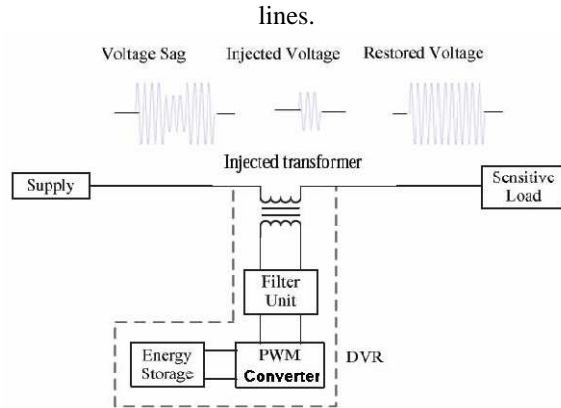 lines.
Voltage Sag Injected Voltage Restored Voltage
Injected transformer
Supply
Sensitive
Load
Filter
Unit
Energy
Storage
PWM
Converter
DVR